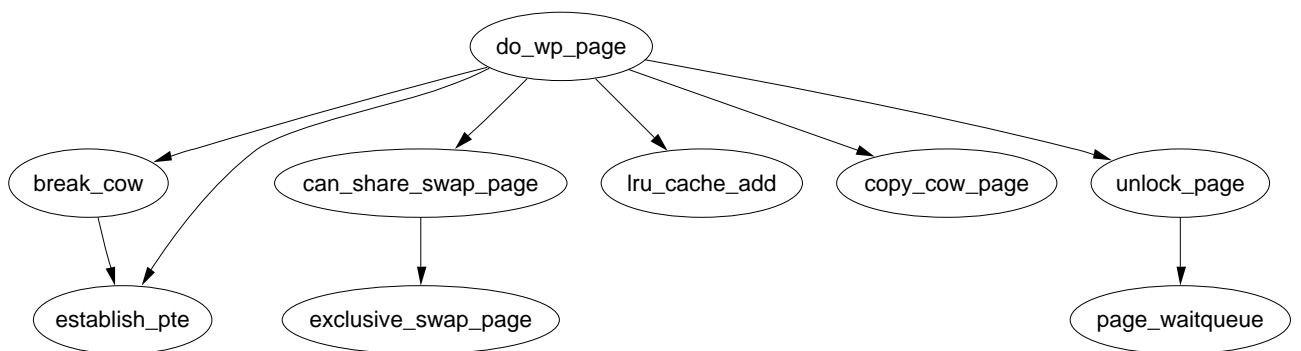 do_wp_page
break_cow
can_share_swap_page
lru_cache_add
copy_cow_page
unlock_page
establish_pte
exclusive_swap_page
page_waitqueue